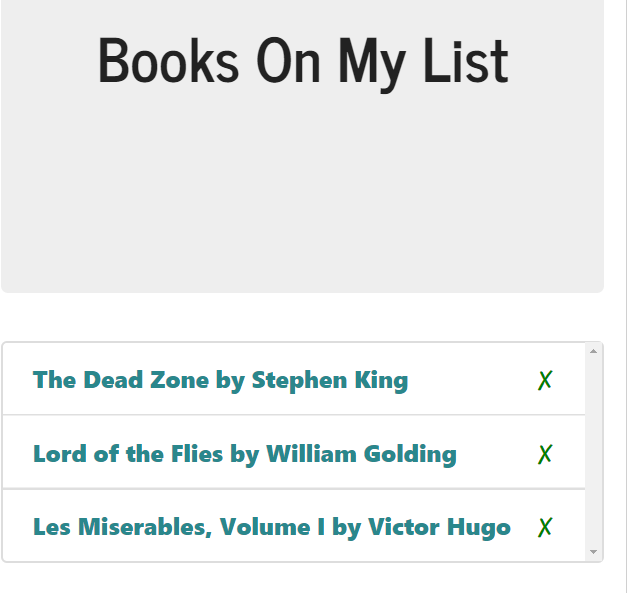 Books On My List
The Dead Zone by Stephen King ✗
Lord of the Flies by William Golding ✗
Les Miserables, Volume I by Victor Hugo ✗